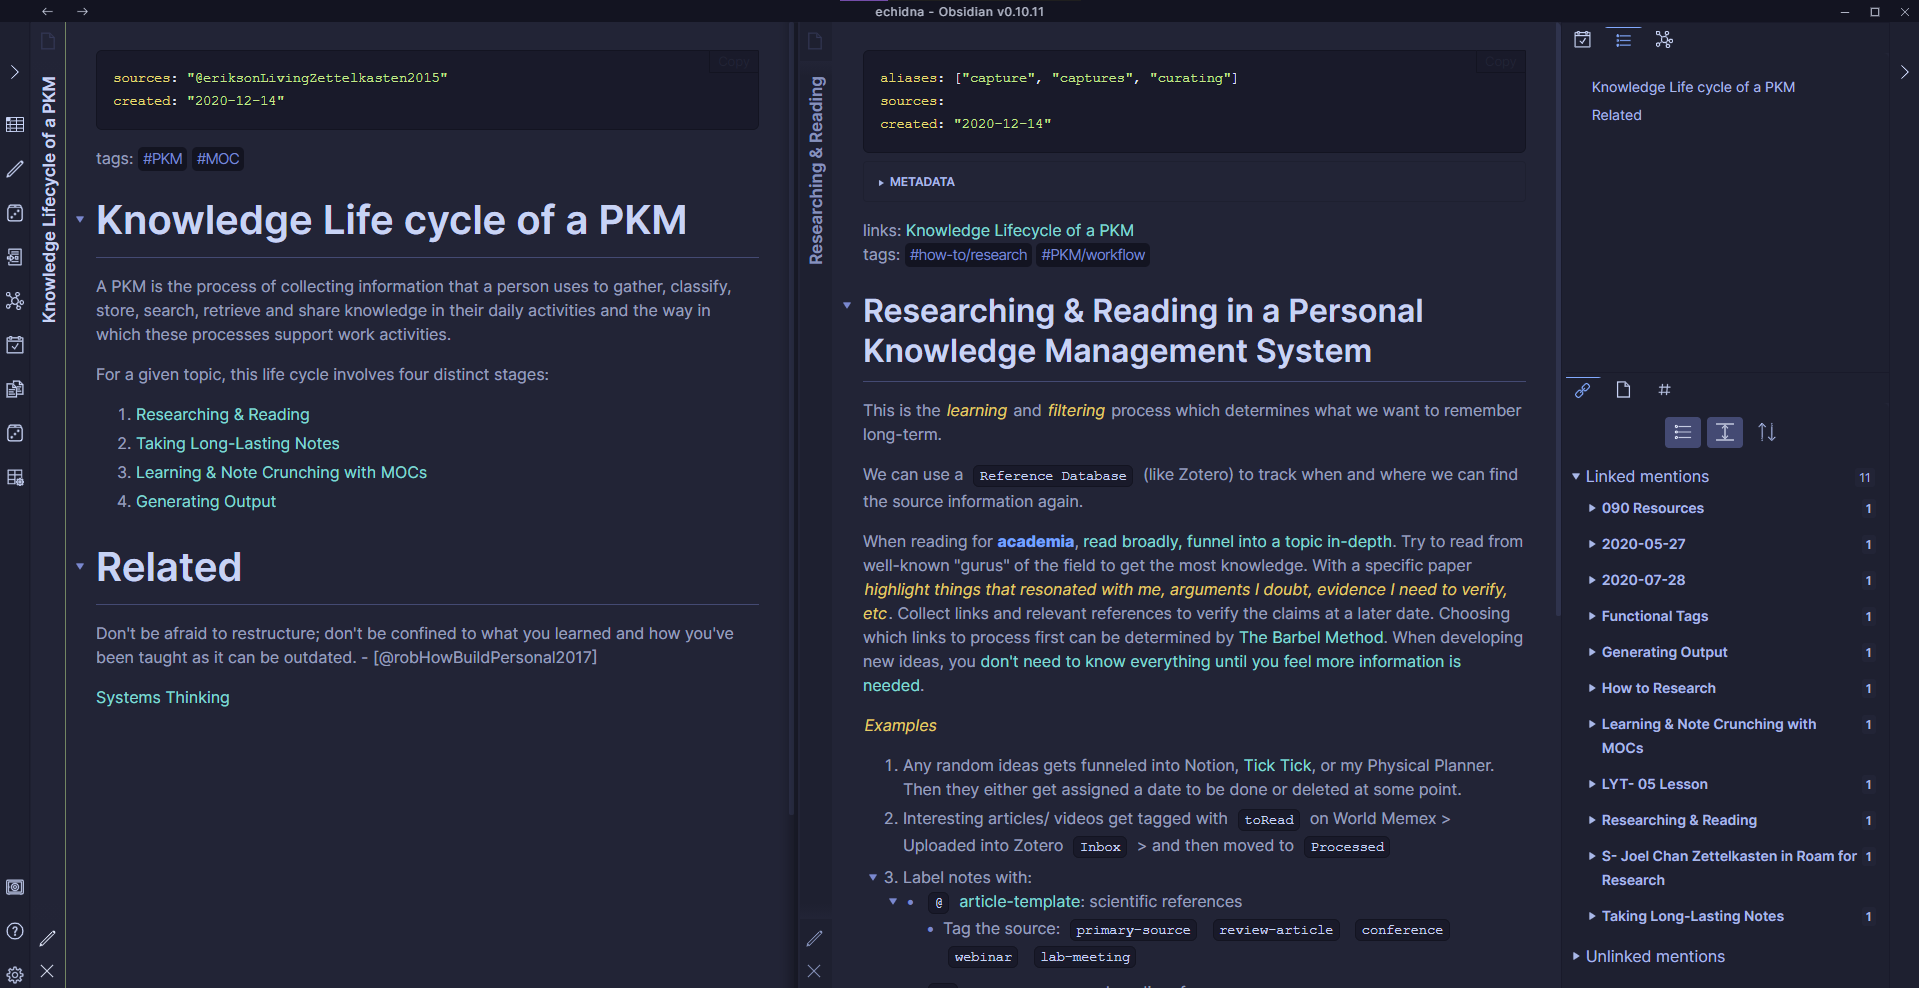 echidna - Obsidian v0.10.11
Knowledge Lifecycle of a PKM
Copy
sources: "@eriksonLivingZettelkasten2015"
created: "2020-12-14"
tags: #PKM #MOC
Knowledge Life cycle of a PKM
A PKM is the process of collecting information that a person uses to gather, classify,
store, search, retrieve and share knowledge in their daily activities and the way in
which these processes support work activities.
For a given topic, this life cycle involves four distinct stages:
1. Researching & Reading
2. Taking Long-Lasting Notes
3. Learning & Note Crunching with MOCs
4. Generating Output
Related
Don't be afraid to restructure; don't be confined to what you learned and how you've
been taught as it can be outdated. - [@robHowBuildPersonal2017]
Systems Thinking
Researching & Reading
Copy
aliases: ["capture", "captures", "curating"]
sources:
created: "2020-12-14"
METADATA
links: Knowledge Lifecycle of a PKM
tags: #how-to/research #PKM/workflow
Researching & Reading in a Personal
Knowledge Management System
This is the learning and filtering process which determines what we want to remember
long-term.
We can use a Reference Database (like Zotero) to track when and where we can find
the source information again.
When reading for academia, read broadly, funnel into a topic in-depth. Try to read from
well-known "gurus" of the field to get the most knowledge. With a specific paper
highlight things that resonated with me, arguments I doubt, evidence I need to verify,
etc. Collect links and relevant references to verify the claims at a later date. Choosing
which links to process first can be determined by The Barbel Method. When developing
new ideas, you don't need to know everything until you feel more information is
needed.
Examples
1. Any random ideas gets funneled into Notion, Tick Tick, or my Physical Planner.
Then they either get assigned a date to be done or deleted at some point.
2. Interesting articles/ videos get tagged with toRead on World Memex >
Uploaded into Zotero Inbox > and then moved to Processed
3. Label notes with:
• @ article-template: scientific references
• Tag the source: primary-source review-article conference
webinar lab-meeting
Knowledge Life cycle of a PKM
Related
Linked mentions 11
090 Resources 1
2020-05-27 1
2020-07-28 1
Functional Tags 1
Generating Output 1
How to Research 1
Learning & Note Crunching with 1
MOCs
LYT- 05 Lesson 1
Researching & Reading 1
S- Joel Chan Zettelkasten in Roam for 1
Research
Taking Long-Lasting Notes 1
Unlinked mentions